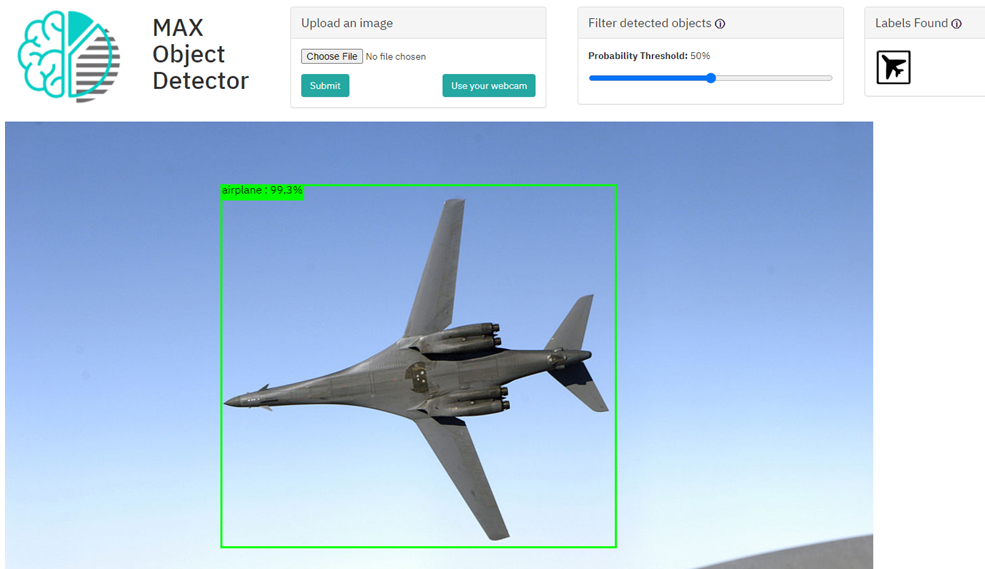 MAX
Object
Detector
Upload an image
Choose File No file chosen
Submit
Use your webcam
Filter detected objects
Probability Threshold: 50%
Labels Found
airplane : 99.3%